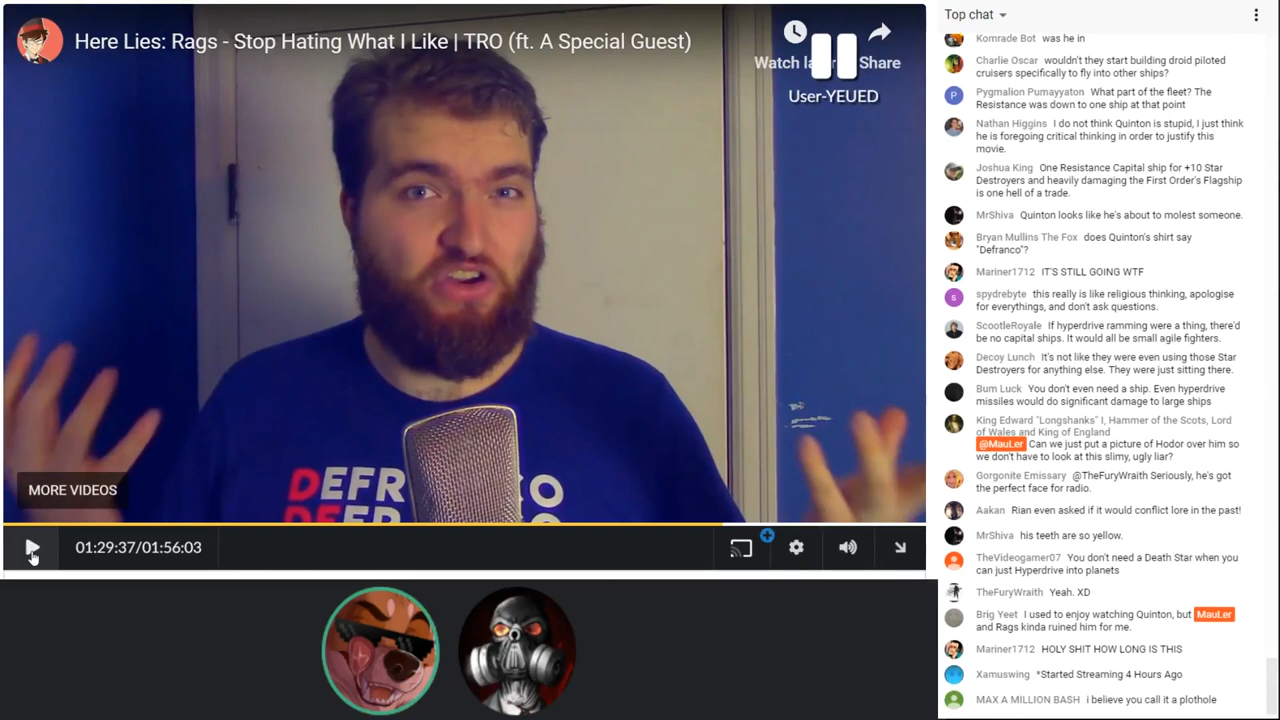 Here Lies: Rags - Stop Hating What I Like | TRO (ft. A Special Guest)
Share
User-YEUED
DEFR CO
DEFR
MORE VIDEOS
01:29:37/01:56:03
Top chat
Komrade Bot was he in
Charlie Oscar wouldn't they start building droid piloted
cruisers specifically to fly into other ships?
P
Pygmalion Pumayyaton What part of the fleet? The
Resistance was down to one ship at that point
Nathan Higgins I do not think Quinton is stupid, I just think
he is foregoing critical thinking in order to justify this
movie.
Joshua King One Resistance Capital ship for +10 Star
Destroyers and heavily damaging the First Order's Flagship
is one hell of a trade.
MrShiva Quinton looks like he's about to molest someone.
Bryan Mullins The Fox does Quinton's shirt say
"Defranco"?
Mariner1712 IT'S STILL GOING WTF
s
spydrebyte this really is like religious thinking, apologise
for everythings, and don't ask questions.
ScootleRoyale If hyperdrive ramming were a thing, there'd
be no capital ships. It would all be small agile fighters.
Decoy Lunch It's not like they were even using those Star
Destroyers for anything else. They were just sitting there.
Bum Luck You don't even need a ship. Even hyperdrive
missiles would do significant damage to large ships
King Edward "Longshanks" I, Hammer of the Scots, Lord
of Wales and King of England
@MauLer Can we just put a picture of Hodor over him so
we don't have to look at this slimy, ugly liar?
Gorgonite Emissary @TheFuryWraith Seriously, he's got
the perfect face for radio.
Aakan Rian even asked if it would conflict lore in the past!
MrShiva his teeth are so yellow.
TheVideogamer07 You don't need a Death Star when you
can just Hyperdrive into planets
TheFuryWraith Yeah. XD
Brig Yeet I used to enjoy watching Quinton, but MauLer
and Rags kinda ruined him for me.
Mariner1712 HOLY SHIT HOW LONG IS THIS
Xamuswing *Started Streaming 4 Hours Ago
MAX A MILLION BASH i believe you call it a plothole